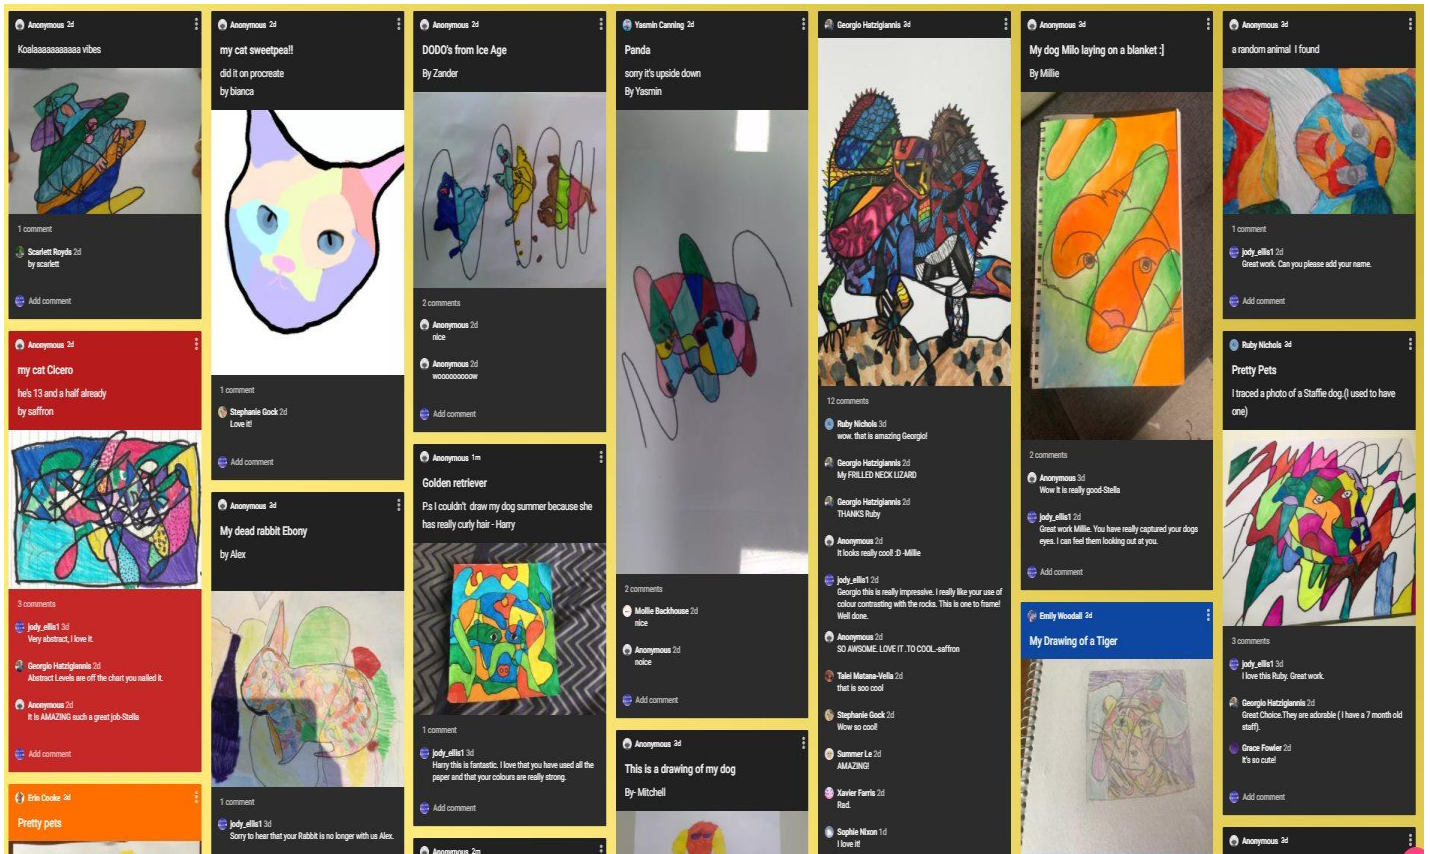 Anonymous 2d
Koalaaaaaaaaaaa vibes
1 comment
Scarlett Royds 2d
by scarlett
Add comment
Anonymous 2d
my cat Cicero
he's 13 and a half already
by saffron
3 comments
jody_ellis1 3d
Very abstract, I love it.
Georgio Hatzigiannis 2d
Abstract Levels are off the chart you nailed it.
Anonymous 2d
It is AMAZING such a great job-Stella
Add comment
Erin Cooke 3d
Pretty pets
Anonymous 2d
my cat sweetpea!!
did it on procreate
by bianca
1 comment
Stephanie Gock 2d
Love it!
Add comment
Anonymous 3d
My dead rabbit Ebony
by Alex
1 comment
jody_ellis1 3d
Sorry to hear that your Rabbit is no longer with us Alex.
Anonymous 2d
DODO's from Ice Age
By Zander
2 comments
Anonymous 2d
nice
Anonymous 2d
wooooooooow
Add comment
Anonymous 1m
Golden retriever
P.s I couldn't draw my dog summer because she
has really curly hair - Harry
1 comment
jody_ellis1 3d
Harry this is fantastic. I love that you have used all the
paper and that your colours are really strong.
Add comment
Anonymous 2m
Yasmin Canning 2d
Panda
sorry it's upside down
By Yasmin
2 comments
Mollie Backhouse 2d
nice
Anonymous 2d
noice
Add comment
Anonymous 3d
This is a drawing of my dog
By- Mitchell
Georgio Hatzigiannis 3d
12 comments
Ruby Nichols 3d
wow. that is amazing Georgio!
Georgio Hatzigiannis 2d
My FRILLED NECK LIZARD
Georgio Hatzigiannis 2d
THANKS Ruby
Anonymous 2d
It looks really cool! :D -Millie
jody_ellis1 2d
Georgio this is really impressive. I really like your use of
colour contrasting with the rocks. This is one to frame!
Well done.
Anonymous 2d
SO AWSOME. LOVE IT .TO COOL.-saffron
Talei Matana-Vella 2d
that is soo cool
Stephanie Gock 2d
Wow so cool!
Summer Le 2d
AMAZING!
Xavier Farris 2d
Rad.
Sophie Nixon 1d
I love it!
Anonymous 3d
My dog Milo laying on a blanket :]
By Millie
2 comments
Anonymous 3d
Wow It is really good-Stella
jody_ellis1 2d
Great work Millie. You have really captured your dogs
eyes. I can feel them looking out at you.
Add comment
Emily Woodall 3d
My Drawing of a Tiger
Anonymous 3d
a random animal I found
1 comment
jody_ellis1 2d
Great work. Can you please add your name.
Add comment
Ruby Nichols 3d
Pretty Pets
I traced a photo of a Staffie dog.(I used to have
one)
3 comments
jody_ellis1 3d
I love this Ruby. Great work.
Georgio Hatzigiannis 2d
Great Choice.They are adorable ( I have a 7 month old
staff).
Grace Fowler 2d
It's so cute!
Add comment
Anonymous 3d